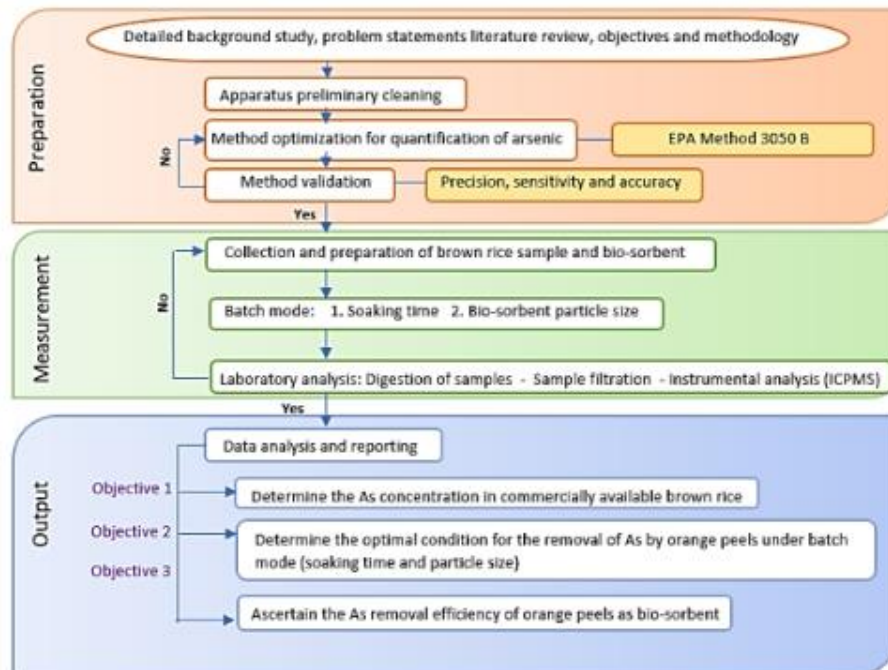 Preparation
Detailed background study, problem statements literature review, objectives and methodology
Apparatus preliminary cleaning
Method optimization for quantification of arsenic
EPA Method 3050 B
No
Method validation
Precision, sensitivity and accuracy
Yes
Measurement
Collection and preparation of brown rice sample and bio-sorbent
No
Batch mode: 1. Soaking time 2. Bio-sorbent particle size
Laboratory analysis: Digestion of samples - Sample filtration - Instrumental analysis (ICPMS)
Yes
Output
Data analysis and reporting
Objective 1
Determine the As concentration in commercially available brown rice
Objective 2
Determine the optimal condition for the removal of As by orange peels under batch
mode (soaking time and particle size)
Objective 3
Ascertain the As removal efficiency of orange peels as bio-sorbent